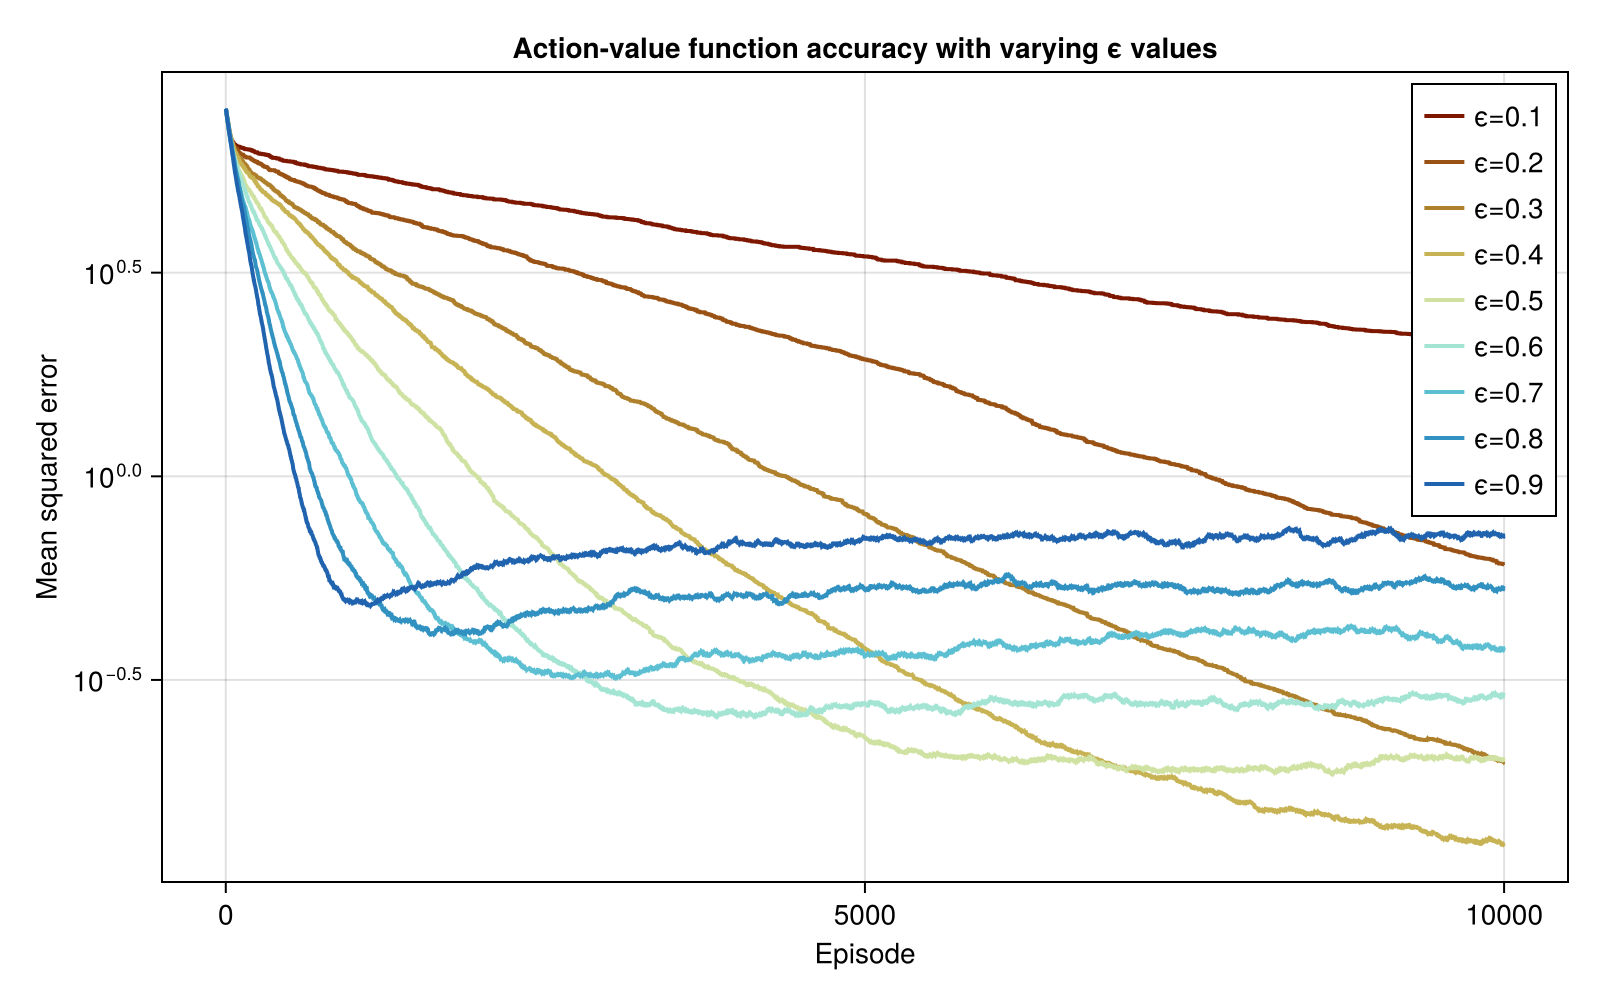 Action-value function accuracy with varying ϵ values
ϵ=0.1
ϵ=0.2
ϵ=0.3
ϵ=0.4
ϵ=0.5
ϵ=0.6
ϵ=0.7
ϵ=0.8
ϵ=0.9
10^0.5
10^0.0
10^−0.5
Mean squared error
0
5000
10000
Episode